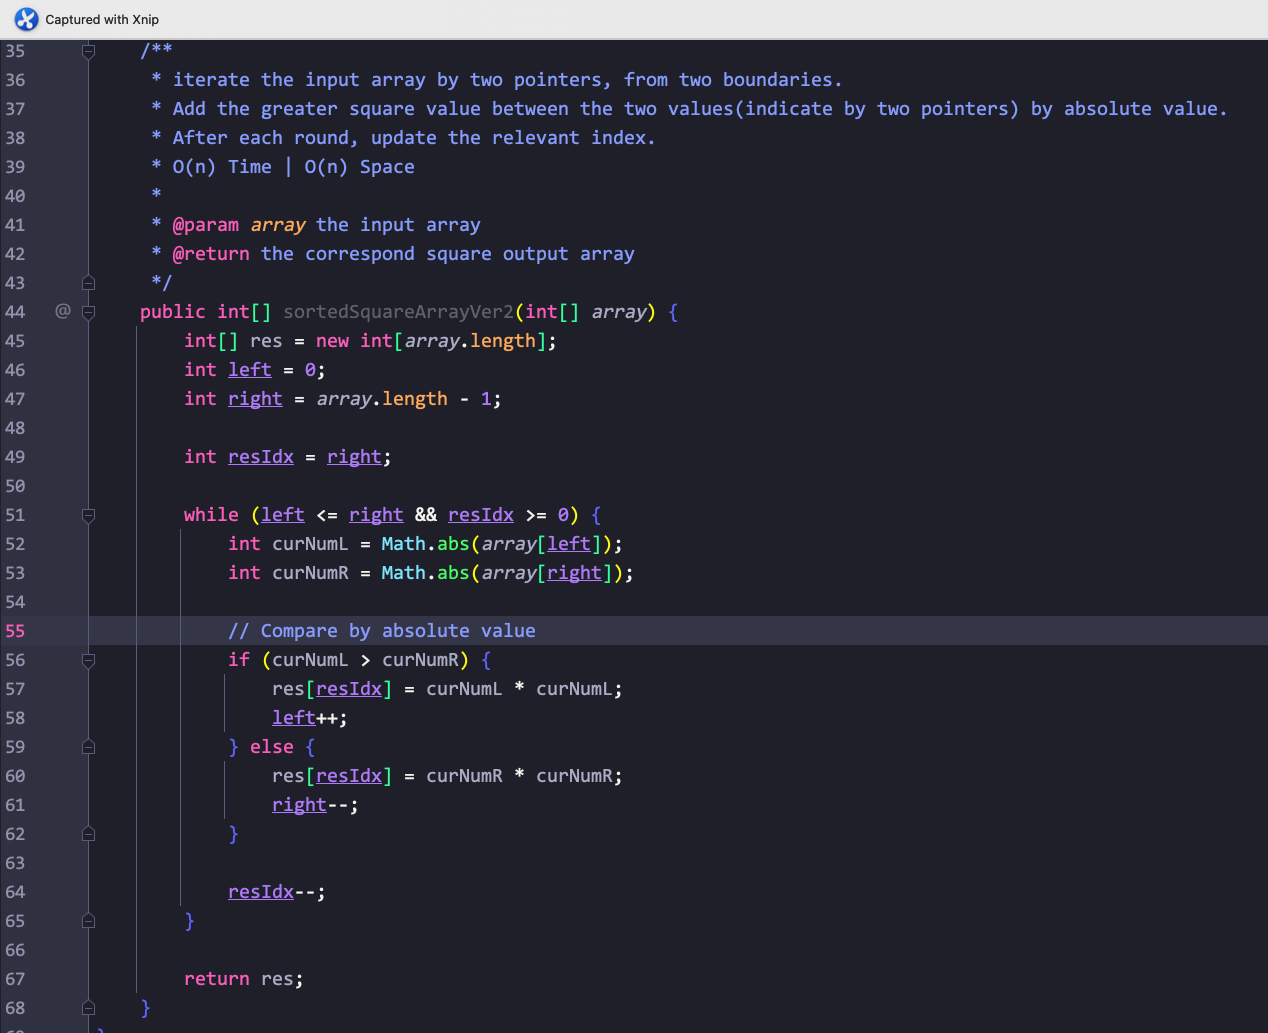 Captured with Xnip
35 /**
36 * iterate the input array by two pointers, from two boundaries.
37 * Add the greater square value between the two values(indicate by two pointers) by absolute value.
38 * After each round, update the relevant index.
39 * O(n) Time | O(n) Space
40 *
41 * @param array the input array
42 * @return the correspond square output array
43 */
44 @ public int[] sortedSquareArrayVer2(int[] array) {
45 int[] res = new int[array.length];
46 int left = 0;
47 int right = array.length - 1;
48
49 int resIdx = right;
50
51 while (left <= right && resIdx >= 0) {
52 int curNumL = Math.abs(array[left]);
53 int curNumR = Math.abs(array[right]);
54
55 // Compare by absolute value
56 if (curNumL > curNumR) {
57 res[resIdx] = curNumL * curNumL;
58 left++;
59 } else {
60 res[resIdx] = curNumR * curNumR;
61 right--;
62 }
63
64 resIdx--;
65 }
66
67 return res;
68 }